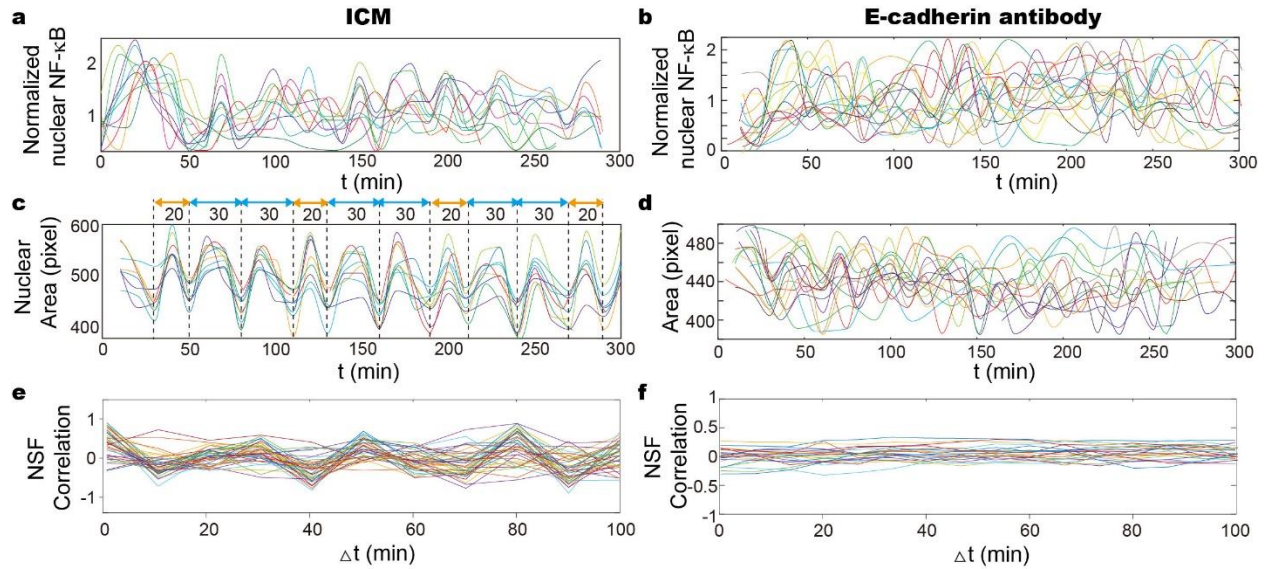 a
ICM
Normalized
nuclear NF-κB
2
1
0 50 100 150 200 250 300
t (min)
b
E-cadherin antibody
Normalized
nuclear NF-κB
2
1
0
0 50 100 150 200 250 300
t (min)
c
20 30 30 20 30 30 20 30 30 20
Nuclear
Area (pixel)
600
500
400
0 50 100 150 200 250 300
t (min)
d
Area (pixel)
480
440
400
0 50 100 150 200 250 300
t (min)
e
NSF
Correlation
1
0
-1
0 20 40 60 80 100
△t (min)
f
NSF
Correlation
1
0.5
0
-0.5
-1
0 20 40 60 80 100
△t (min)